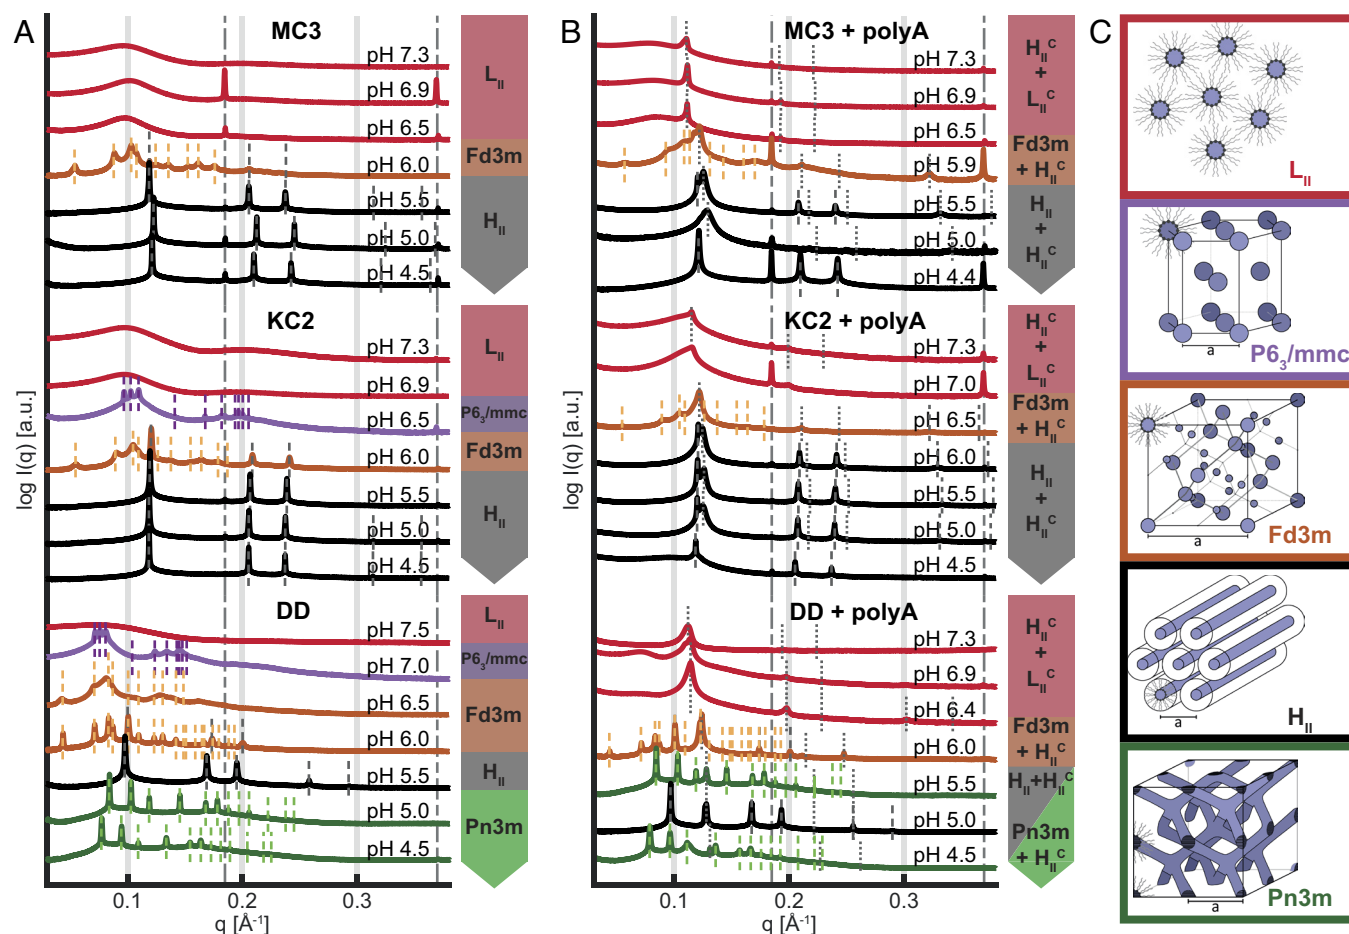 A
MC3
pH 7.3
pH 6.9
pH 6.5
pH 6.0
pH 5.5
pH 5.0
pH 4.5
L_II
Fd3m
H_II
KC2
pH 7.3
pH 6.9
pH 6.5
pH 6.0
pH 5.5
pH 5.0
pH 4.5
L_II
P6₃/mmc
Fd3m
H_II
DD
pH 7.5
pH 7.0
pH 6.5
pH 6.0
pH 5.5
pH 5.0
pH 4.5
L_II
P6₃/mmc
Fd3m
H_II
Pn3m
log I(q) [a.u.]
0.1 0.2 0.3
q [Å⁻¹]
B
MC3 + polyA
pH 7.3
pH 6.9
pH 6.5
pH 5.9
pH 5.5
pH 5.0
pH 4.4
H_II^C
+
L_II^C
Fd3m
+ H_II^C
H_II
+
H_II^C
KC2 + polyA
pH 7.3
pH 7.0
pH 6.5
pH 6.0
pH 5.5
pH 5.0
pH 4.5
H_II^C
+
L_II^C
Fd3m
+ H_II^C
H_II
+
H_II^C
DD + polyA
pH 7.3
pH 6.9
pH 6.4
pH 6.0
pH 5.5
pH 5.0
pH 4.5
H_II^C
+
L_II^C
Fd3m
+ H_II^C
H_II+H_II^C
Pn3m
+ H_II^C
log I(q) [a.u.]
0.1 0.2 0.3
q [Å⁻¹]
C
L_II
a
P6₃/mmc
a
Fd3m
a
H_II
a
Pn3m